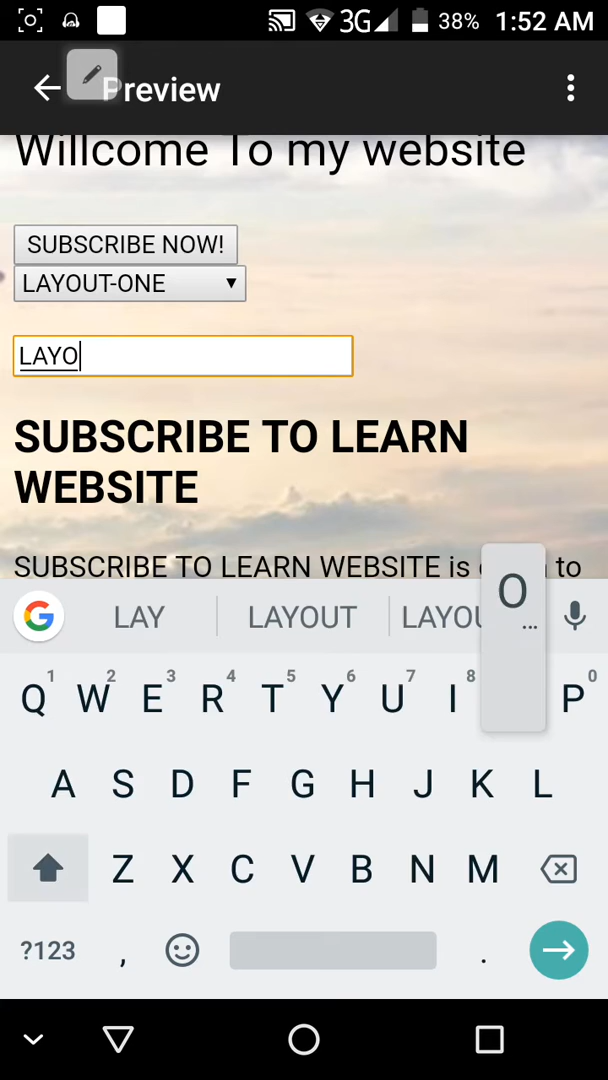 3G 38% 1:52 AM
Preview
Willcome To my website
SUBSCRIBE NOW!
LAYOUT-ONE
LAYO
SUBSCRIBE TO LEARN
WEBSITE
SUBSCRIBE TO LEARN WEBSITE is to
LAY LAYOUT
O
...
1 2 3 4 5 6 7 8 0
Q W E R T Y U I P
A S D F G H J K L
Z X C V B N M
?123 , .